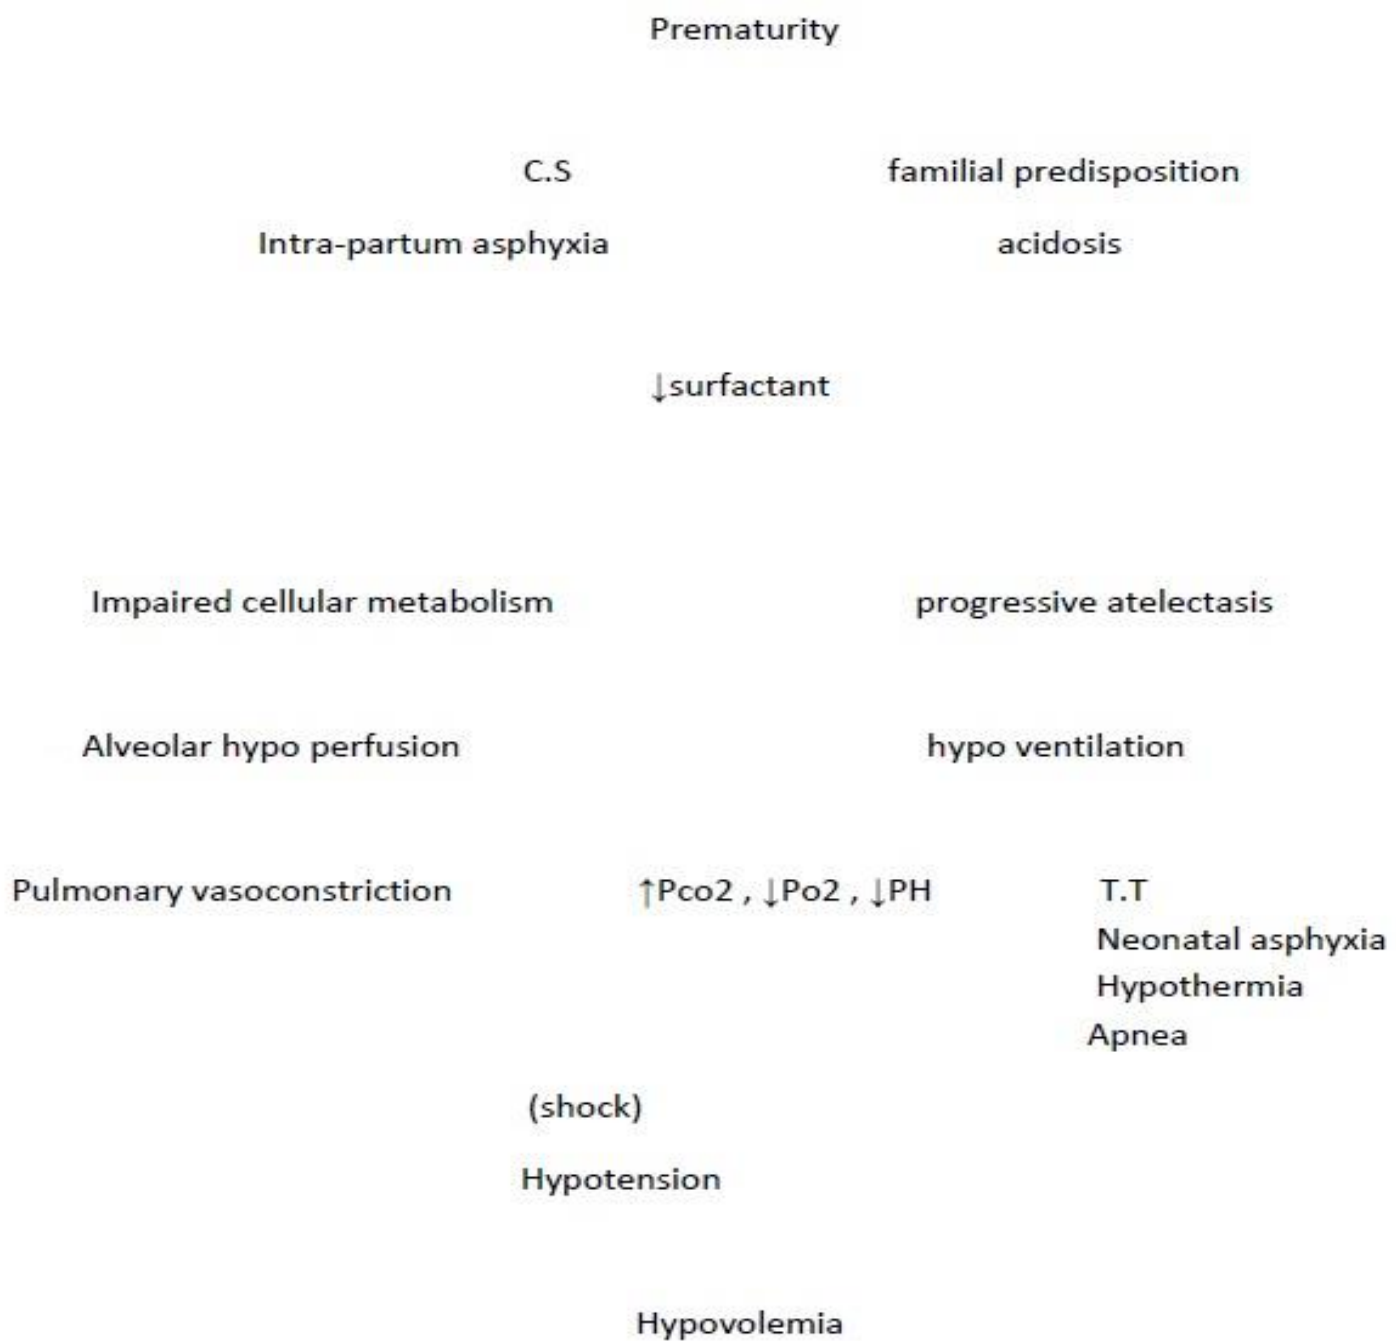 Prematurity
C.S familial predisposition
Intra-partum asphyxia acidosis
↓surfactant
Impaired cellular metabolism progressive atelectasis
Alveolar hypo perfusion hypo ventilation
Pulmonary vasoconstriction ↑Pco2 , ↓Po2 , ↓PH T.T
Neonatal asphyxia
Hypothermia
Apnea
(shock)
Hypotension
Hypovolemia